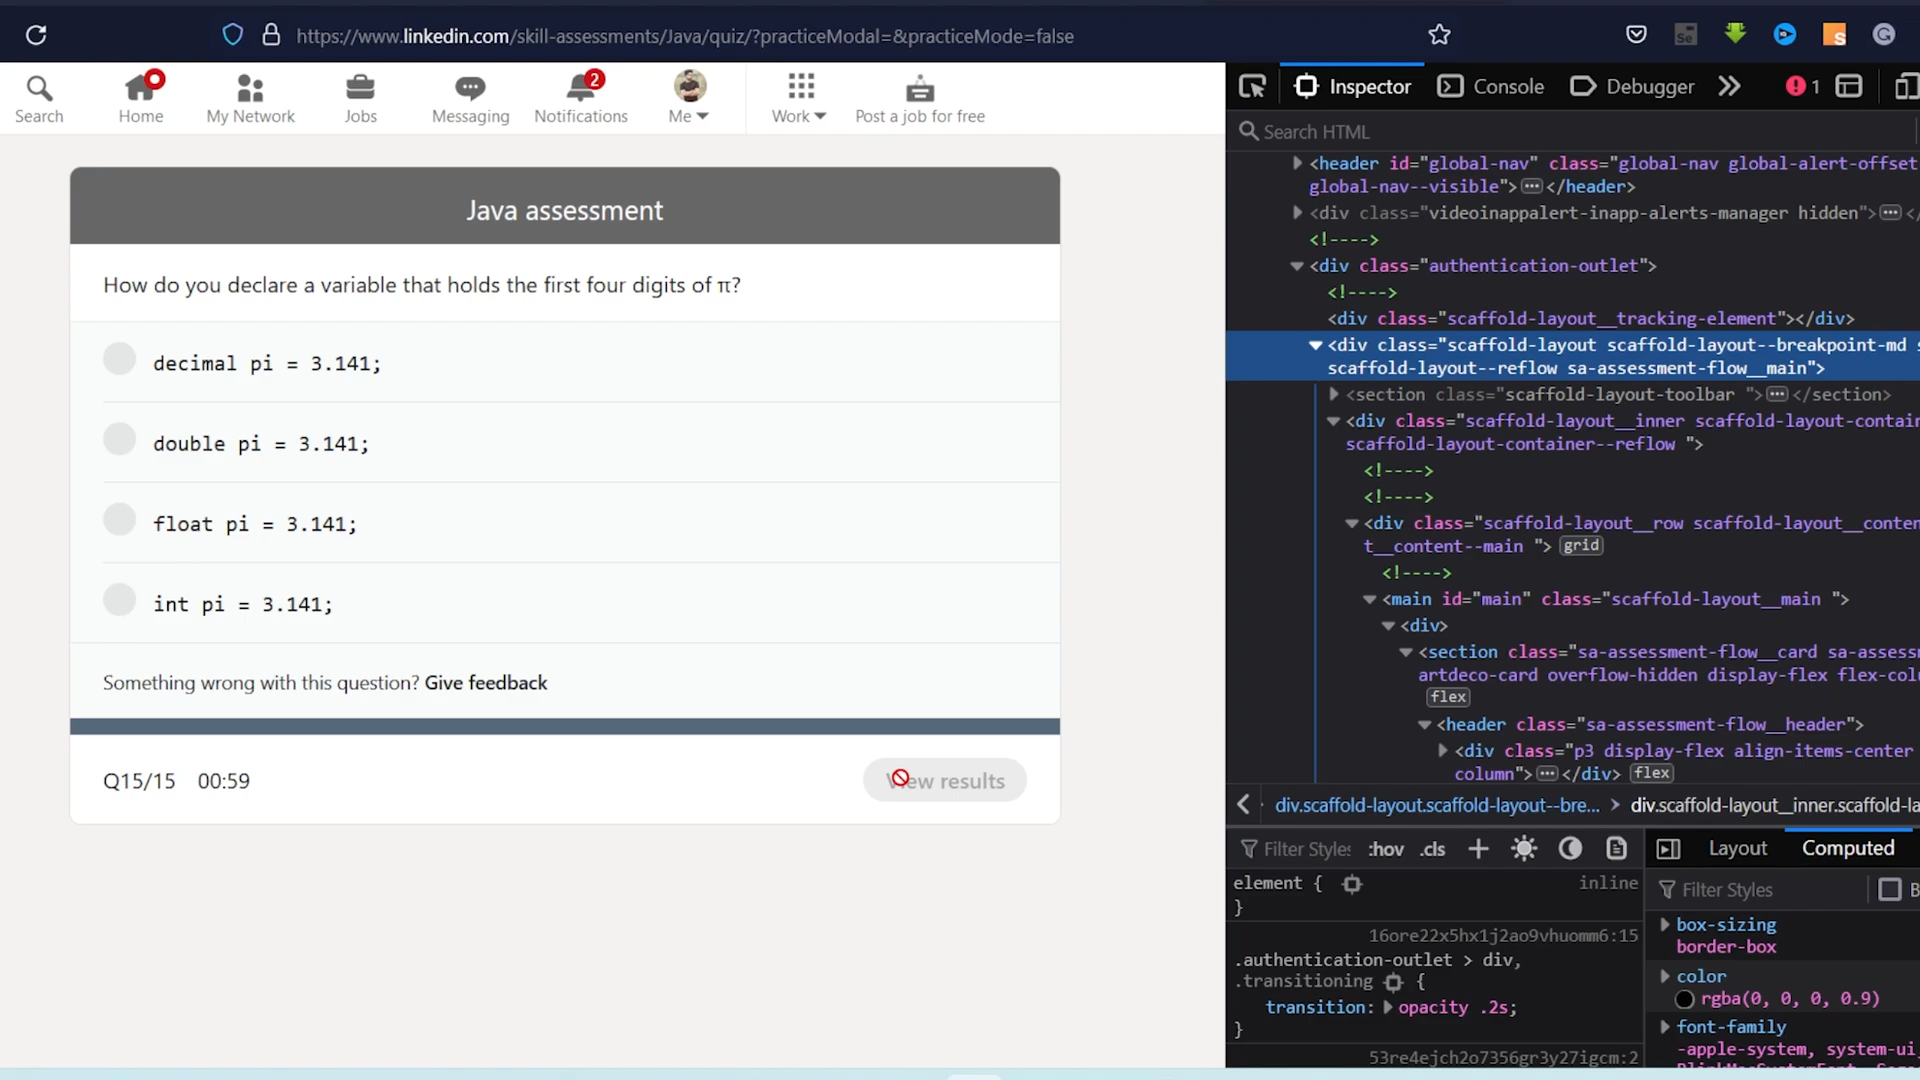 https://www.linkedin.com/skill-assessments/Java/quiz/?practiceModal=&practiceMode=false
Search
Home
My Network
Jobs
Messaging
2
Notifications
Me
Work
Post a job for free
Java assessment
How do you declare a variable that holds the first four digits of π?
decimal pi = 3.141;
double pi = 3.141;
float pi = 3.141;
int pi = 3.141;
Something wrong with this question? Give feedback
Q15/15 00:59
View results
Inspector
Console
Debugger
1
Search HTML
<header id="global-nav" class="global-nav global-alert-offset
global-nav--visible"> </header>
<div class="videoinappalert-inapp-alerts-manager hidden"> </
<!---->
<div class="authentication-outlet">
<!---->
<div class="scaffold-layout__tracking-element"></div>
<div class="scaffold-layout scaffold-layout--breakpoint-md s
scaffold-layout--reflow sa-assessment-flow__main">
<section class="scaffold-layout-toolbar "> </section>
<div class="scaffold-layout__inner scaffold-layout-contain
scaffold-layout-container--reflow ">
<!---->
<!---->
<div class="scaffold-layout__row scaffold-layout__conten
t__content--main "> grid
<!---->
<main id="main" class="scaffold-layout__main ">
<div>
<section class="sa-assessment-flow__card sa-assess
artdeco-card overflow-hidden display-flex flex-col
flex
<header class="sa-assessment-flow__header">
<div class="p3 display-flex align-items-center
column"> </div> flex
div.scaffold-layout.scaffold-layout--bre... > div.scaffold-layout__inner.scaffold-la
Filter Styles :hov .cls
Layout
Computed
element {
inline
}
16ore22x5hx1j2ao9vhuomm6:15
.authentication-outlet > div,
.transitioning {
transition: opacity .2s;
}
53re4ejch2o7356gr3y27igcm:2
Filter Styles
B
box-sizing
border-box
color
rgba(0, 0, 0, 0.9)
font-family
-apple-system, system-ui,